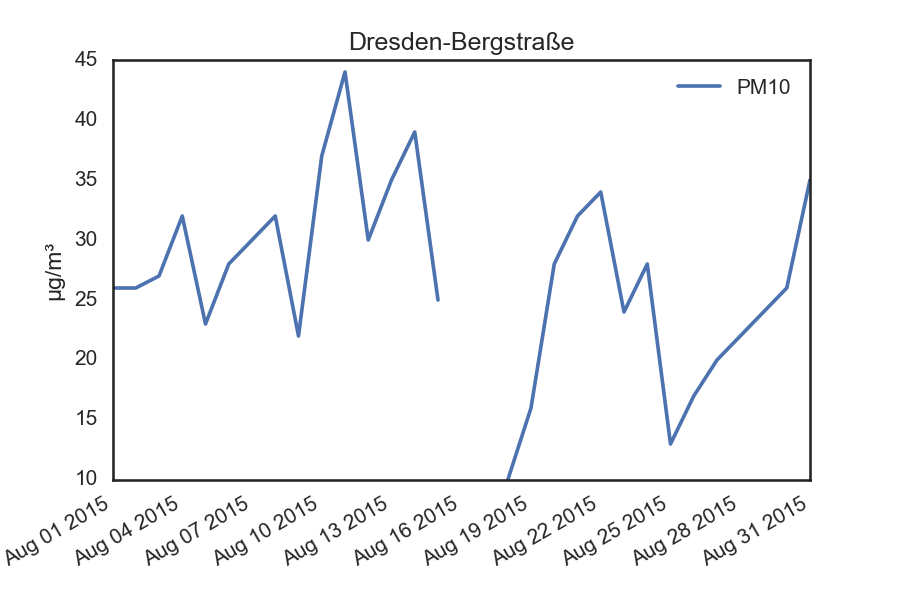 Dresden-Bergstraße
PM10
µg/m³
45
40
35
30
25
20
15
10
Aug 01 2015
Aug 04 2015
Aug 07 2015
Aug 10 2015
Aug 13 2015
Aug 16 2015
Aug 19 2015
Aug 22 2015
Aug 25 2015
Aug 28 2015
Aug 31 2015